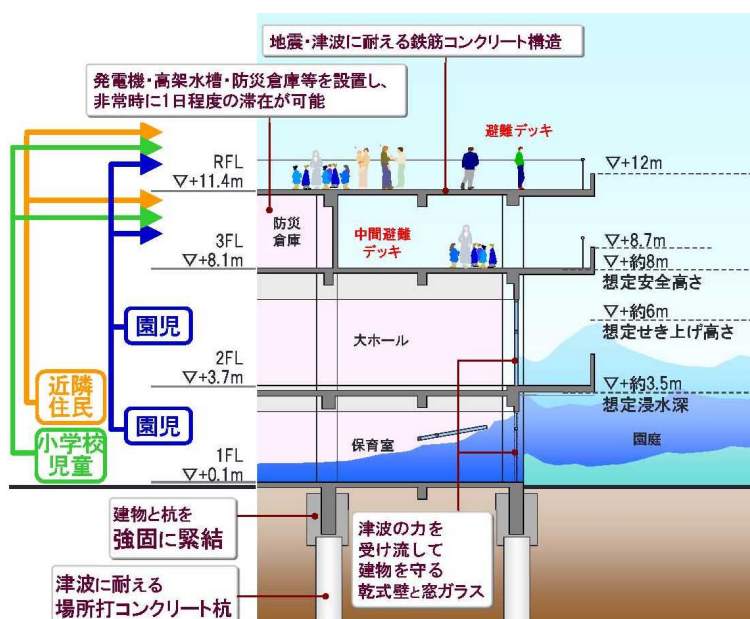 地震・津波に耐える鉄筋コンクリート構造
発電機・高架水槽・防災倉庫等を設置し、
非常時に1日程度の滞在が可能
避難デッキ
RFL
▽+11.4m
▽+12m
防災
倉庫
中間避難
デッキ
3FL
▽+8.1m
▽+8.7m
▽+約8m
想定安全高さ
園児
大ホール
▽+約6m
想定せき上げ高さ
近隣
住民
2FL
▽+3.7m
▽+約3.5m
想定浸水深
園児
小学校
児童
保育室
園庭
1FL
▽+0.1m
建物と杭を
強固に緊結
津波の力を
受け流して
建物を守る
乾式壁と窓ガラス
津波に耐える
場所打コンクリート杭